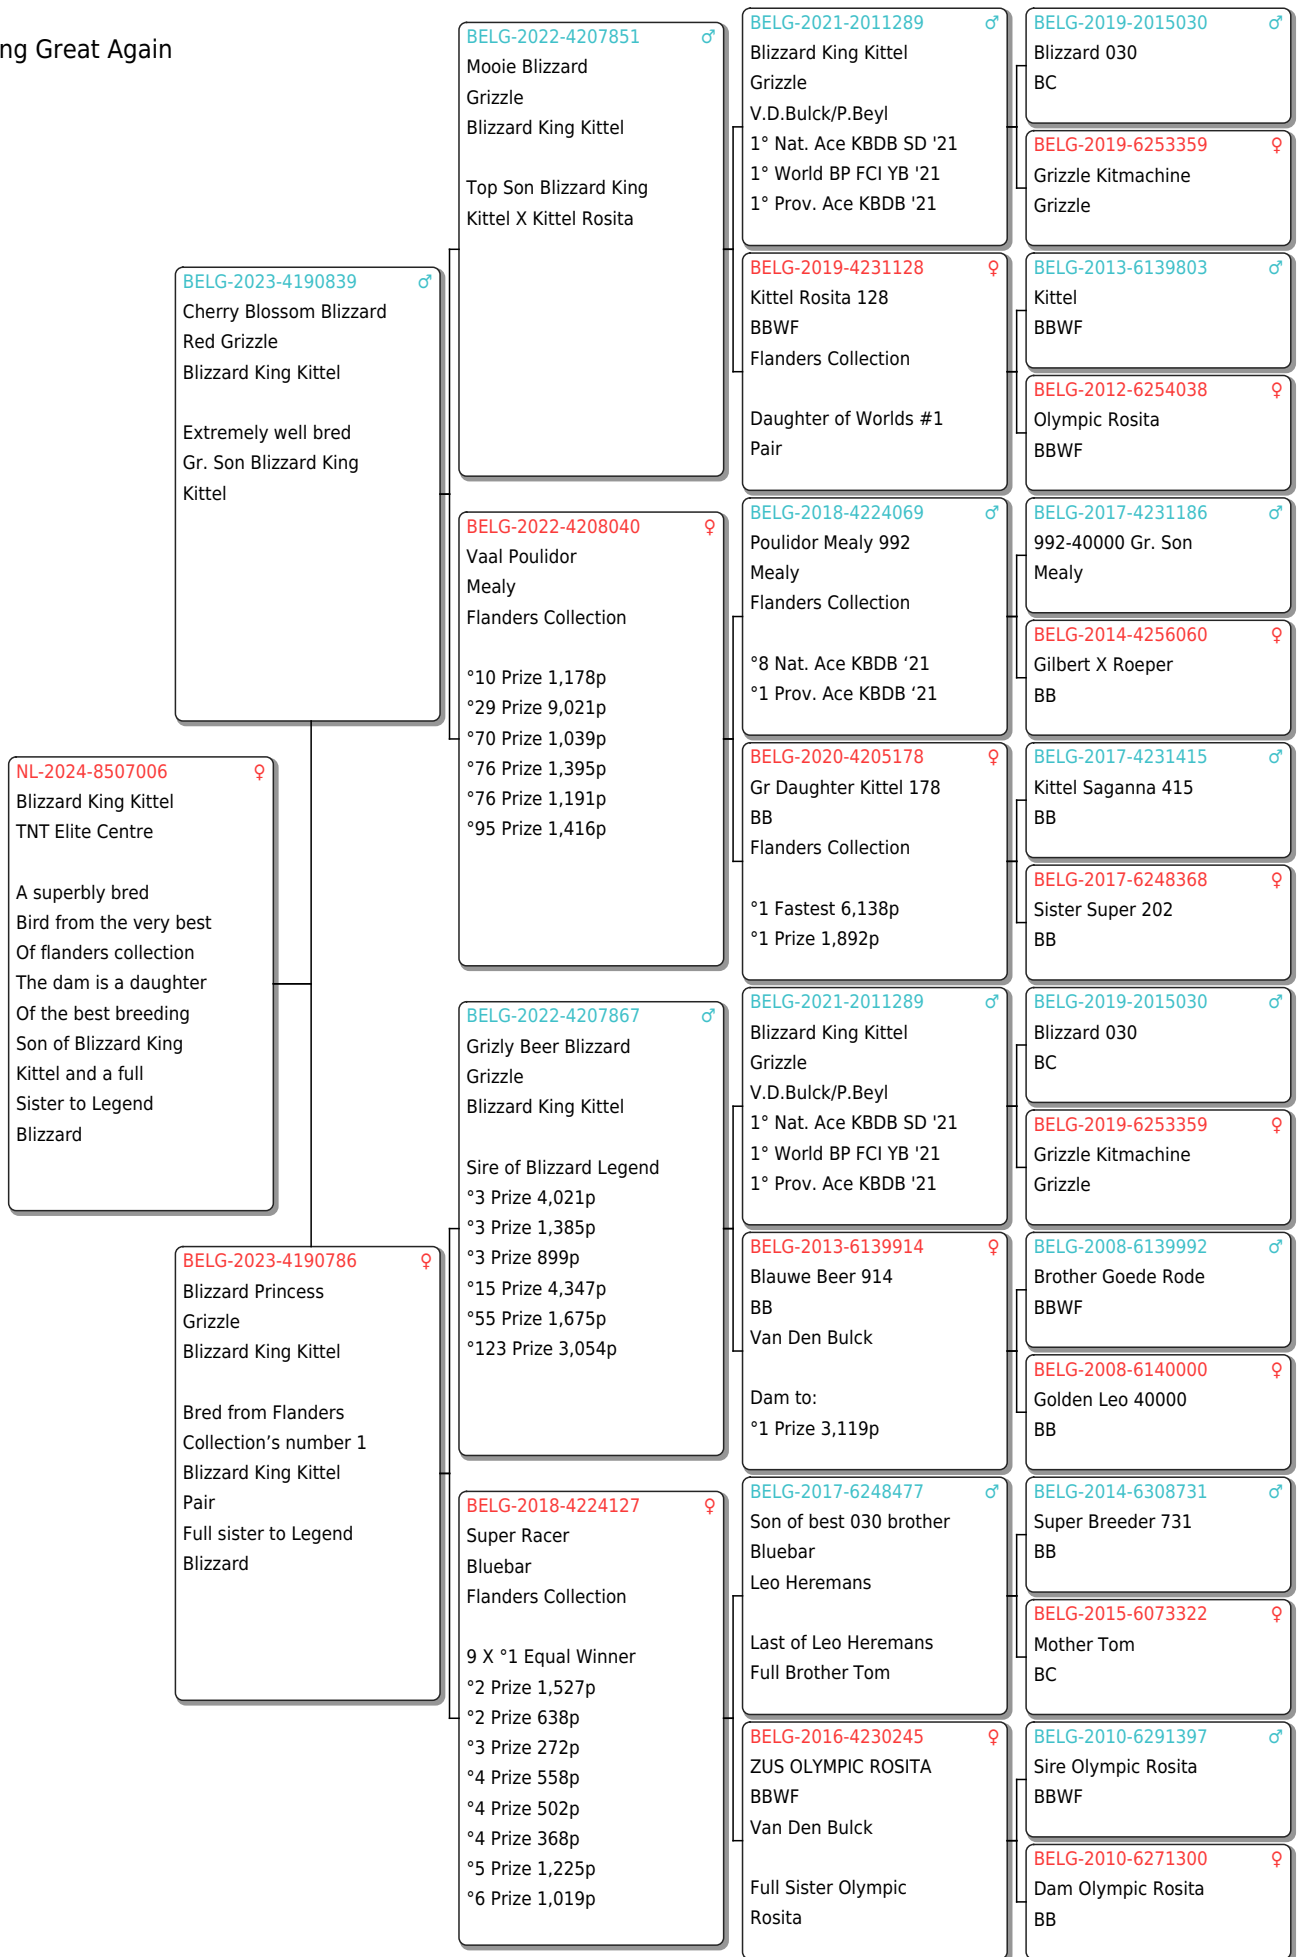 ng Great Again
NL-2024-8507006 ♀
Blizzard King Kittel
TNT Elite Centre
A superbly bred
Bird from the very best
Of flanders collection
The dam is a daughter
Of the best breeding
Son of Blizzard King
Kittel and a full
Sister to Legend
Blizzard
BELG-2023-4190839 ♂
Cherry Blossom Blizzard
Red Grizzle
Blizzard King Kittel
Extremely well bred
Gr. Son Blizzard King
Kittel
BELG-2023-4190786 ♀
Blizzard Princess
Grizzle
Blizzard King Kittel
Bred from Flanders
Collection's number 1
Blizzard King Kittel
Pair
Full sister to Legend
Blizzard
BELG-2022-4207851 ♂
Mooie Blizzard
Grizzle
Blizzard King Kittel
Top Son Blizzard King
Kittel X Kittel Rosita
BELG-2022-4208040 ♀
Vaal Poulidor
Mealy
Flanders Collection
°10 Prize 1,178p
°29 Prize 9,021p
°70 Prize 1,039p
°76 Prize 1,395p
°76 Prize 1,191p
°95 Prize 1,416p
BELG-2022-4207867 ♂
Grizly Beer Blizzard
Grizzle
Blizzard King Kittel
Sire of Blizzard Legend
°3 Prize 4,021p
°3 Prize 1,385p
°3 Prize 899p
°15 Prize 4,347p
°55 Prize 1,675p
°123 Prize 3,054p
BELG-2018-4224127 ♀
Super Racer
Bluebar
Flanders Collection
9 X °1 Equal Winner
°2 Prize 1,527p
°2 Prize 638p
°3 Prize 272p
°4 Prize 558p
°4 Prize 502p
°4 Prize 368p
°5 Prize 1,225p
°6 Prize 1,019p
BELG-2021-2011289 ♂
Blizzard King Kittel
Grizzle
V.D.Bulck/P.Beyl
1° Nat. Ace KBDB SD '21
1° World BP FCI YB '21
1° Prov. Ace KBDB '21
BELG-2019-4231128 ♀
Kittel Rosita 128
BBWF
Flanders Collection
Daughter of Worlds #1
Pair
BELG-2018-4224069 ♂
Poulidor Mealy 992
Mealy
Flanders Collection
°8 Nat. Ace KBDB ‘21
°1 Prov. Ace KBDB ‘21
BELG-2020-4205178 ♀
Gr Daughter Kittel 178
BB
Flanders Collection
°1 Fastest 6,138p
°1 Prize 1,892p
BELG-2021-2011289 ♂
Blizzard King Kittel
Grizzle
V.D.Bulck/P.Beyl
1° Nat. Ace KBDB SD '21
1° World BP FCI YB '21
1° Prov. Ace KBDB '21
BELG-2013-6139914 ♀
Blauwe Beer 914
BB
Van Den Bulck
Dam to:
°1 Prize 3,119p
BELG-2017-6248477 ♂
Son of best 030 brother
Bluebar
Leo Heremans
Last of Leo Heremans
Full Brother Tom
BELG-2016-4230245 ♀
ZUS OLYMPIC ROSITA
BBWF
Van Den Bulck
Full Sister Olympic
Rosita
BELG-2019-2015030 ♂
Blizzard 030
BC
BELG-2019-6253359 ♀
Grizzle Kitmachine
Grizzle
BELG-2013-6139803 ♂
Kittel
BBWF
BELG-2012-6254038 ♀
Olympic Rosita
BBWF
BELG-2017-4231186 ♂
992-40000 Gr. Son
Mealy
BELG-2014-4256060 ♀
Gilbert X Roeper
BB
BELG-2017-4231415 ♂
Kittel Saganna 415
BB
BELG-2017-6248368 ♀
Sister Super 202
BB
BELG-2019-2015030 ♂
Blizzard 030
BC
BELG-2019-6253359 ♀
Grizzle Kitmachine
Grizzle
BELG-2008-6139992 ♂
Brother Goede Rode
BBWF
BELG-2008-6140000 ♀
Golden Leo 40000
BB
BELG-2014-6308731 ♂
Super Breeder 731
BB
BELG-2015-6073322 ♀
Mother Tom
BC
BELG-2010-6291397 ♂
Sire Olympic Rosita
BBWF
BELG-2010-6271300 ♀
Dam Olympic Rosita
BB